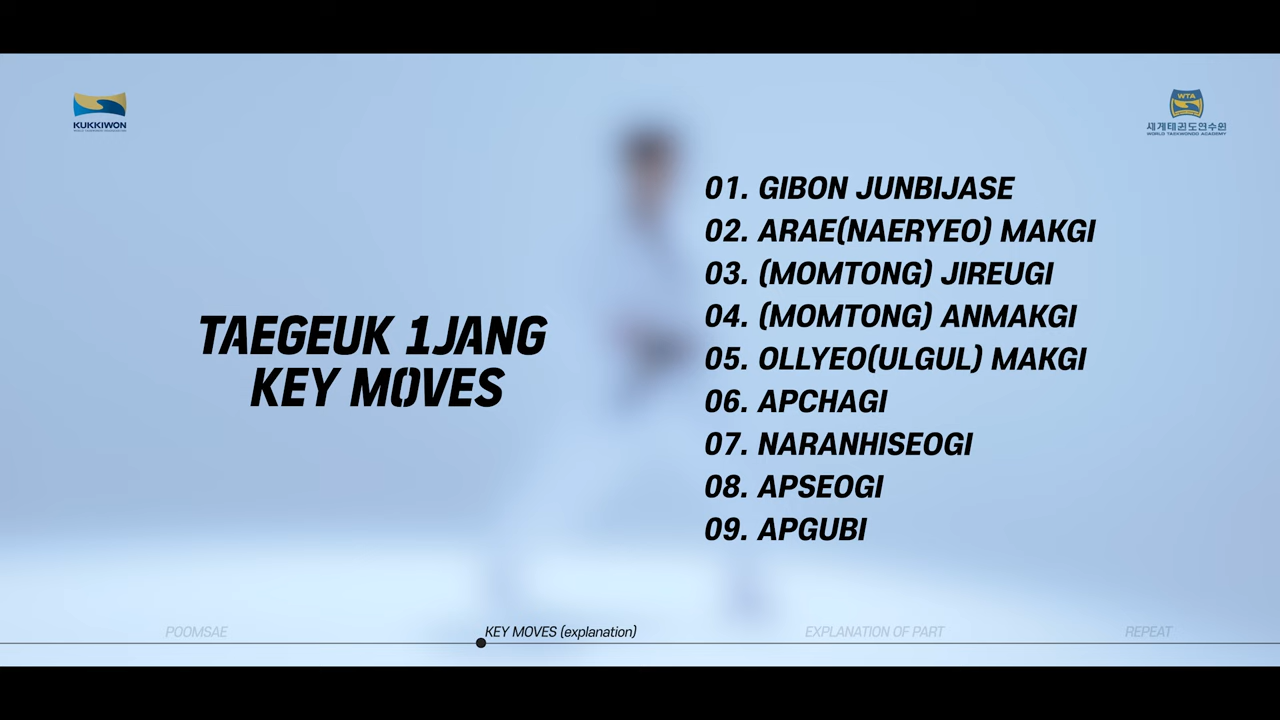 KUKKIWON
WTA
세계태권도연수원
WORLD TAEKWONDO ACADEMY
TAEGEUK 1JANG
KEY MOVES
01. GIBON JUNBIJASE
02. ARAE(NAERYEO) MAKGI
03. (MOMTONG) JIREUGI
04. (MOMTONG) ANMAKGI
05. OLLYEO(ULGUL) MAKGI
06. APCHAGI
07. NARANHISEOGI
08. APSEOGI
09. APGUBI
POOMSAE
KEY MOVES (explanation)
EXPLANATION OF PART
REPEAT